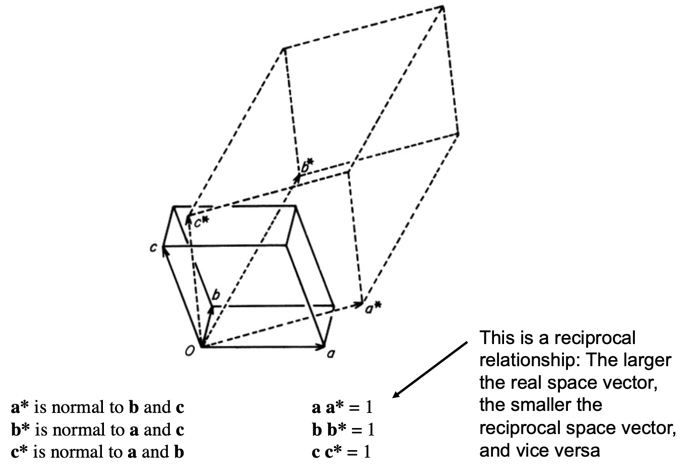 b*
c*
c
b
a*
O
a
This is a reciprocal
relationship: The larger
the real space vector,
the smaller the
reciprocal space vector,
and vice versa
a* is normal to b and c
a a* = 1
b* is normal to a and c
b b* = 1
c* is normal to a and b
c c* = 1